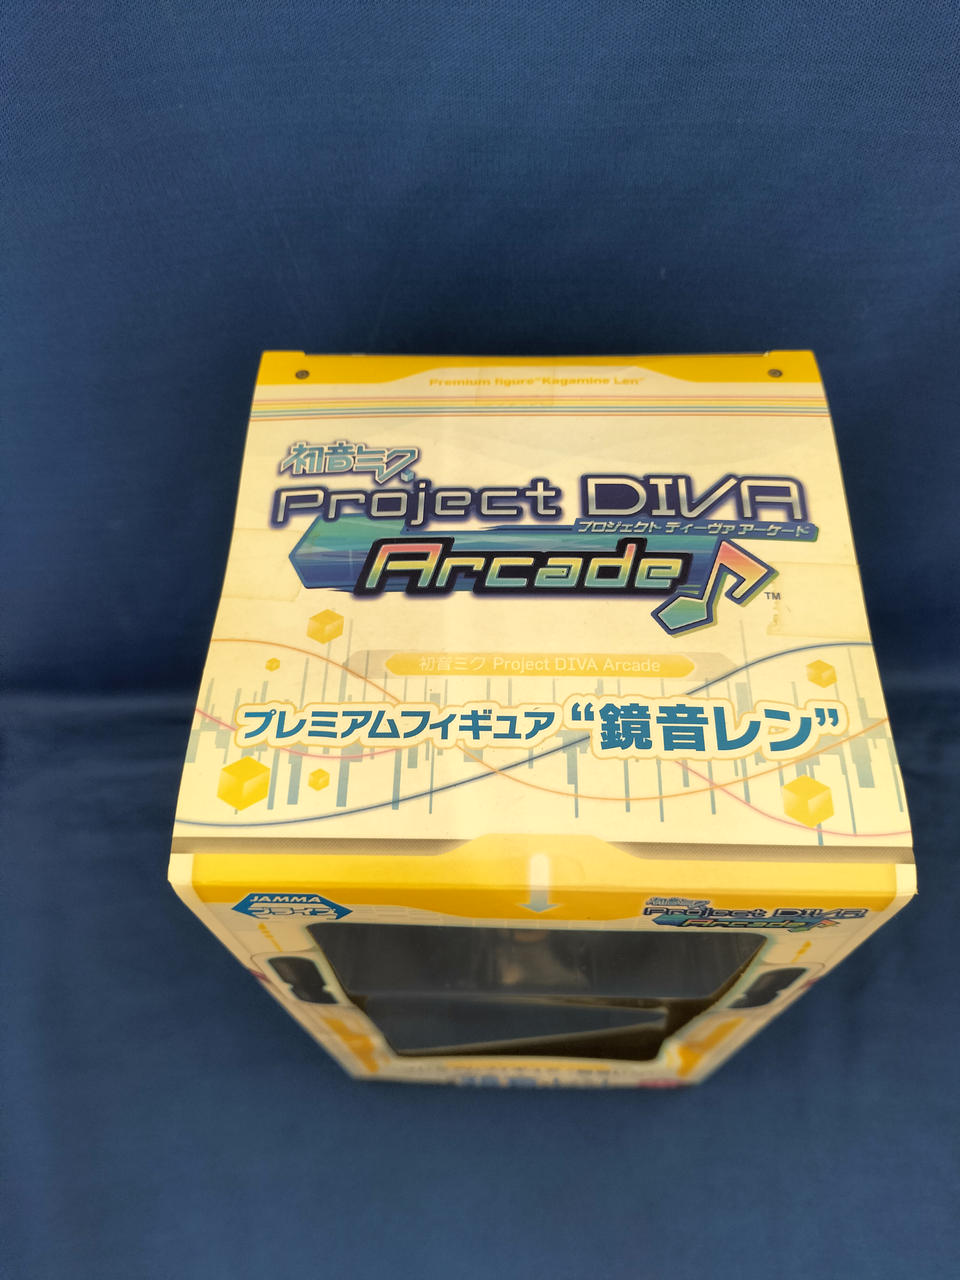 Premium figure"Kagamine Len"
初音ミク
Project DIVA
プロジェクト ディーヴァ アーケード
Arcade
TM
初音ミク Project DIVA Arcade
プレミアムフィギュア “鏡音レン”
JAMMA
プライズ
初音ミク
Project DIVA
Arcade